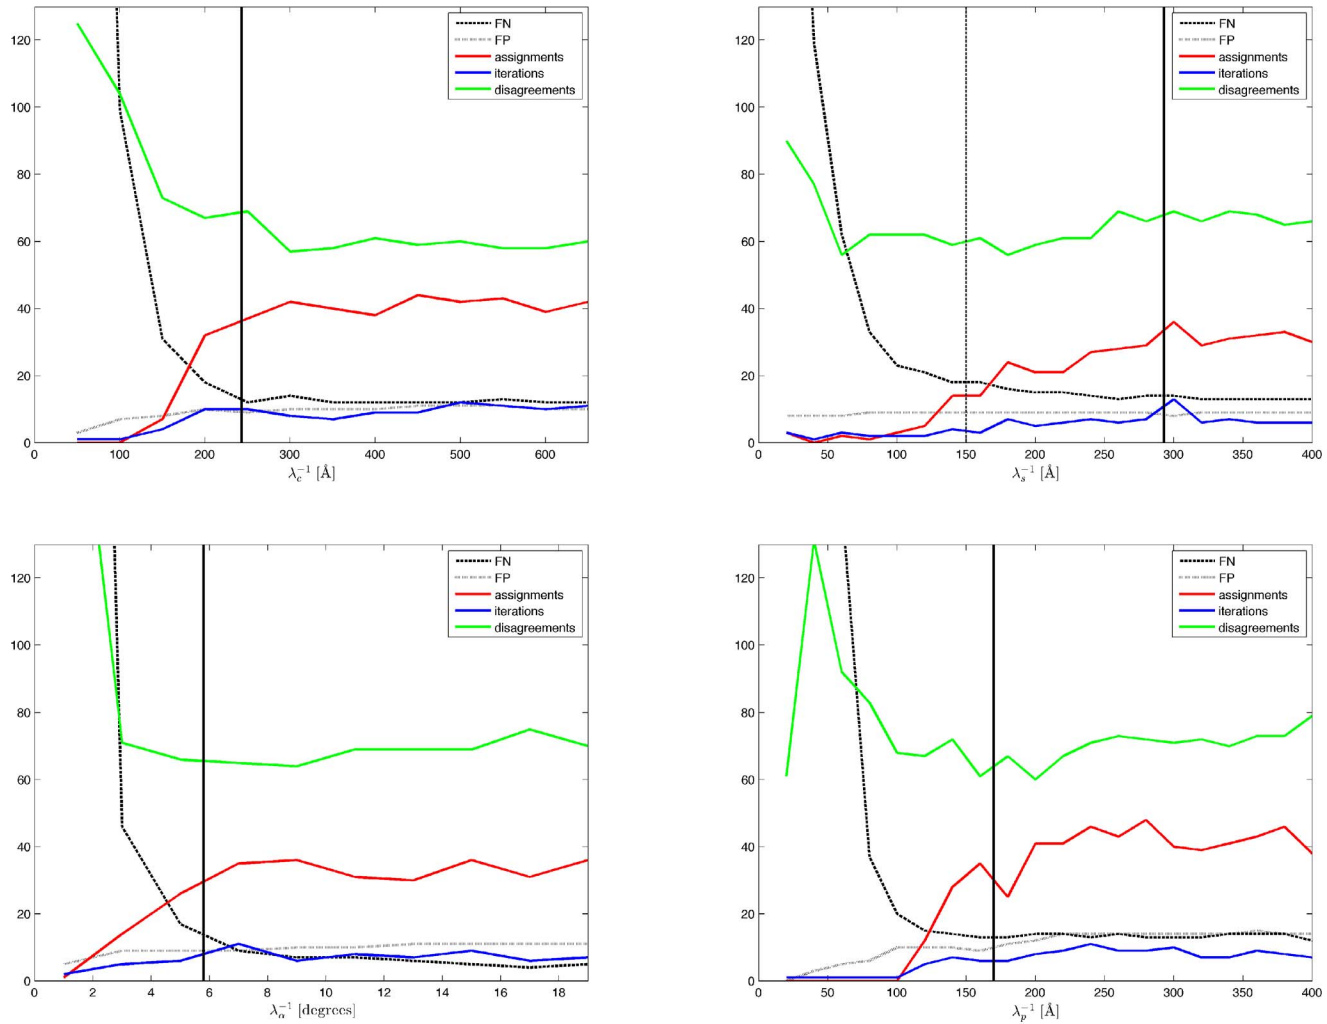 120
100
80
60
40
20
0
0 100 200 300 400 500 600
λ_c^-1 [Å]
FN
FP
assignments
iterations
disagreements
120
100
80
60
40
20
0
0 50 100 150 200 250 300 350 400
λ_s^-1 [Å]
FN
FP
assignments
iterations
disagreements
120
100
80
60
40
20
0
0 2 4 6 8 10 12 14 16 18
λ_α^-1 [degrees]
FN
FP
assignments
iterations
disagreements
120
100
80
60
40
20
0
0 50 100 150 200 250 300 350 400
λ_p^-1 [Å]
FN
FP
assignments
iterations
disagreements